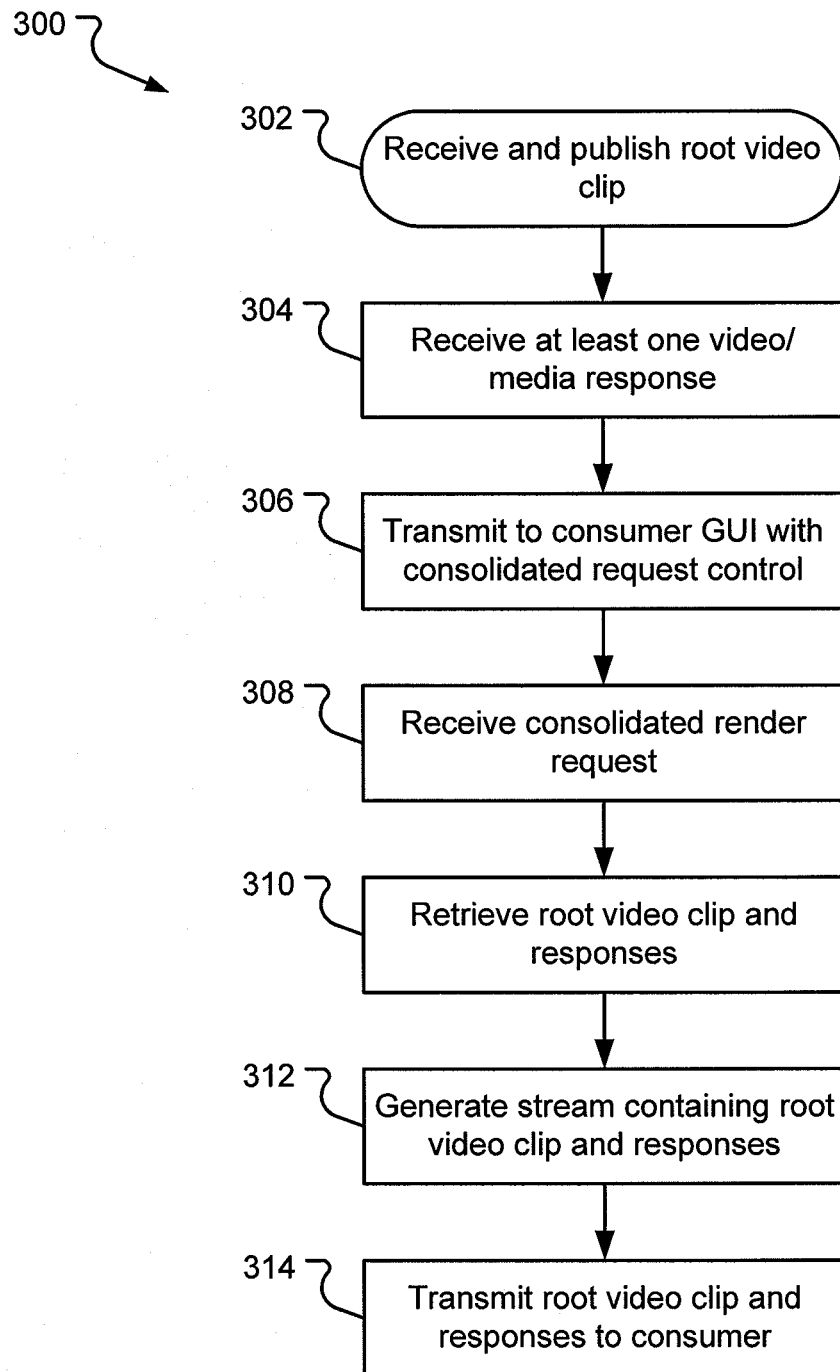 300
302
Receive and publish root video
clip
304
Receive at least one video/
media response
306
Transmit to consumer GUI with
consolidated request control
308
Receive consolidated render
request
310
Retrieve root video clip and
responses
312
Generate stream containing root
video clip and responses
314
Transmit root video clip and
responses to consumer